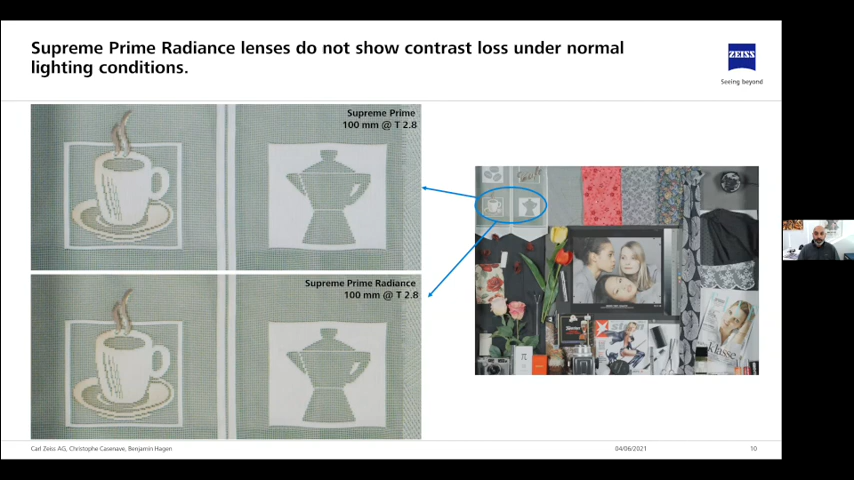 Supreme Prime Radiance lenses do not show contrast loss under normal
lighting conditions.
ZEISS
Seeing beyond
Supreme Prime
100 mm @ T 2.8
Supreme Prime Radiance
100 mm @ T 2.8
stern
klasse
π
Carl Zeiss AG, Christophe Casenave, Benjamin Hagen
04/06/2021
10